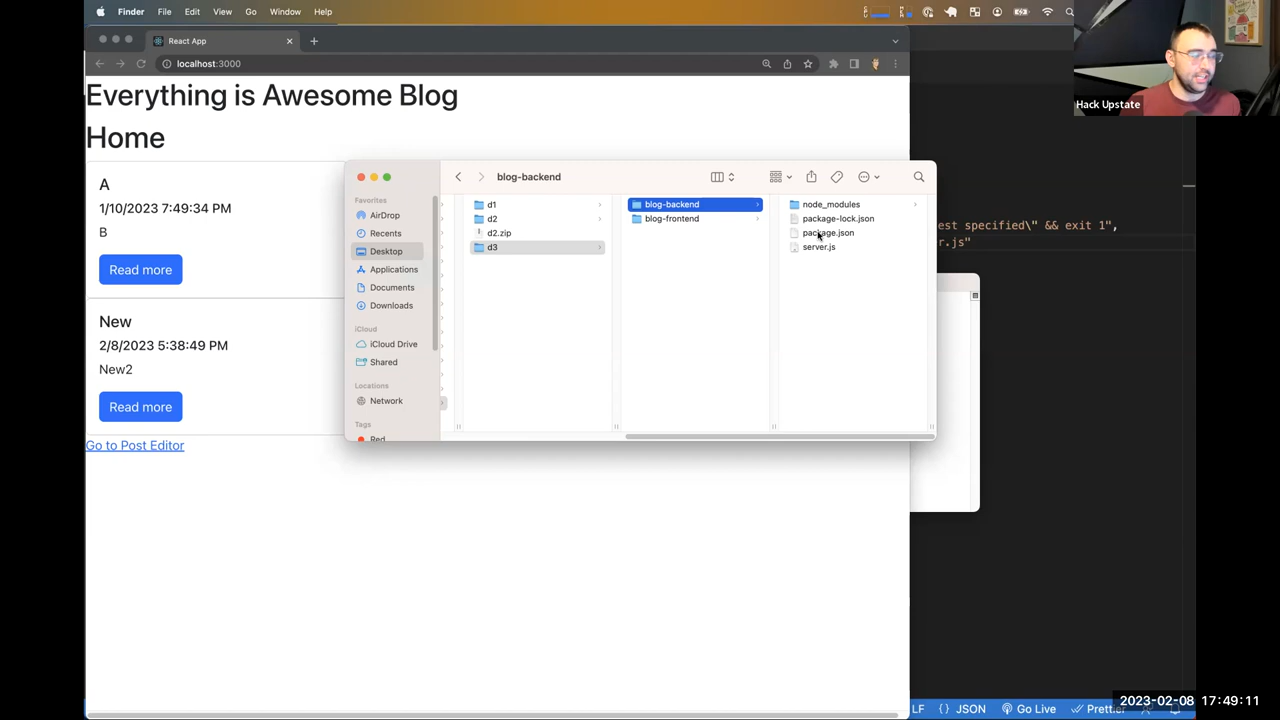 Finder File Edit View Go Window Help
React App
localhost:3000
Everything is Awesome Blog
Home
A
1/10/2023 7:49:34 PM
B
Read more
New
2/8/2023 5:38:49 PM
New2
Read more
Go to Post Editor
blog-backend
Favorites
AirDrop
Recents
Desktop
Applications
Documents
Downloads
iCloud
iCloud Drive
Shared
Locations
Network
Tags
Red
d1
d2
d2.zip
d3
blog-backend
blog-frontend
node_modules
package-lock.json
package.json
server.js
est specified\" && exit 1",
r.js"
Hack Upstate
LF {} JSON Go Live Prettier
2023-02-08 17:49:11